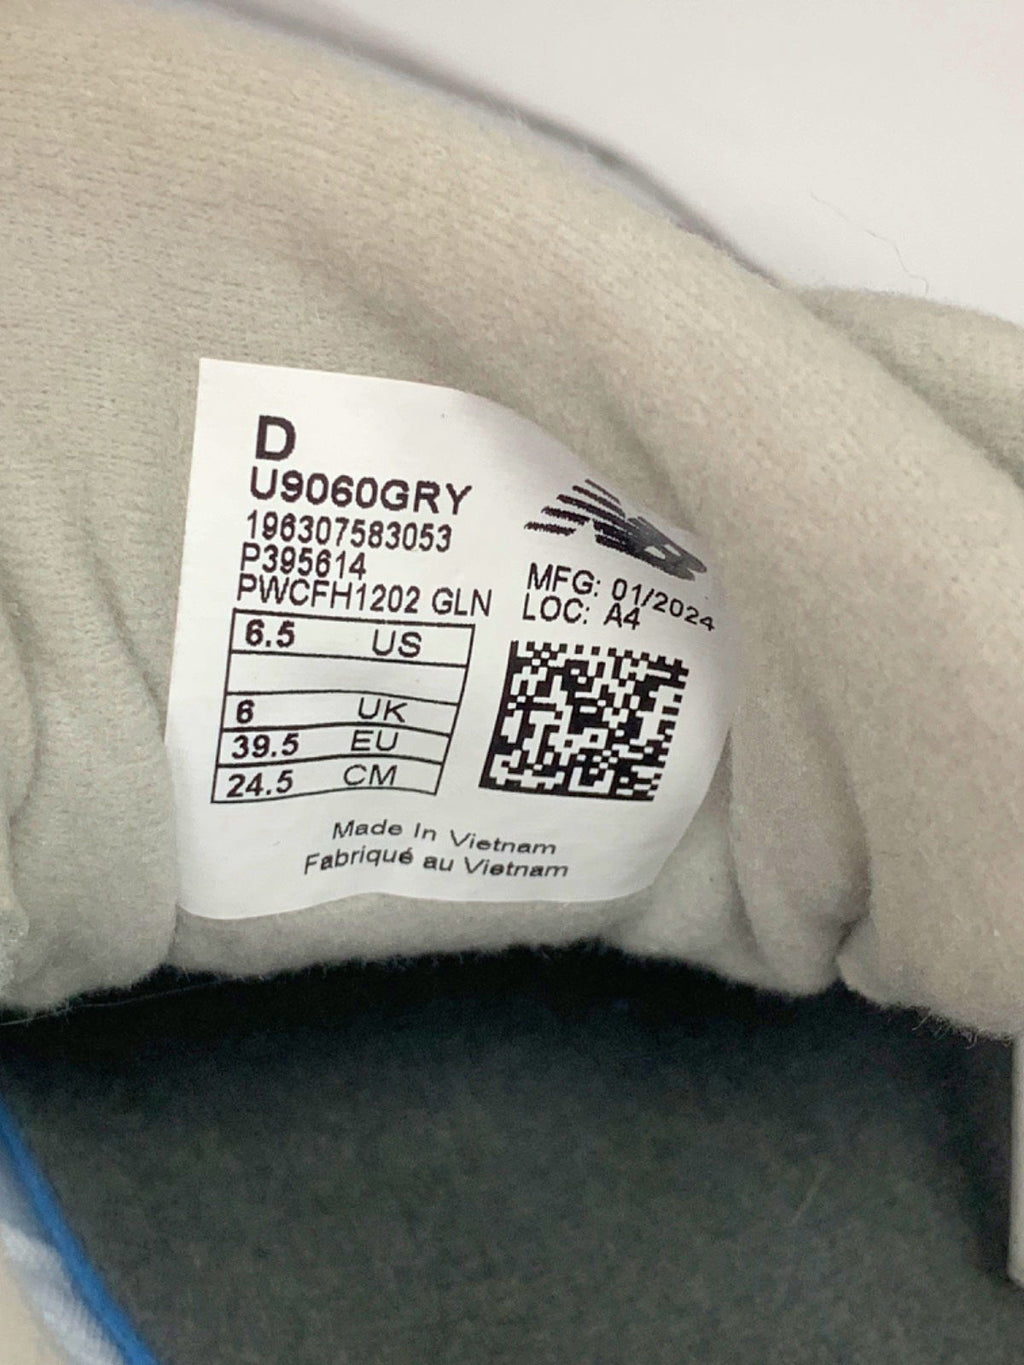 D
U9060GRY
196307583053
P395614
PWCFH1202 GLN
6.5 US
6 UK
39.5 EU
24.5 CM
NB
MFG: 01/2024
LOC: A4
Made In Vietnam
Fabriqué au Vietnam